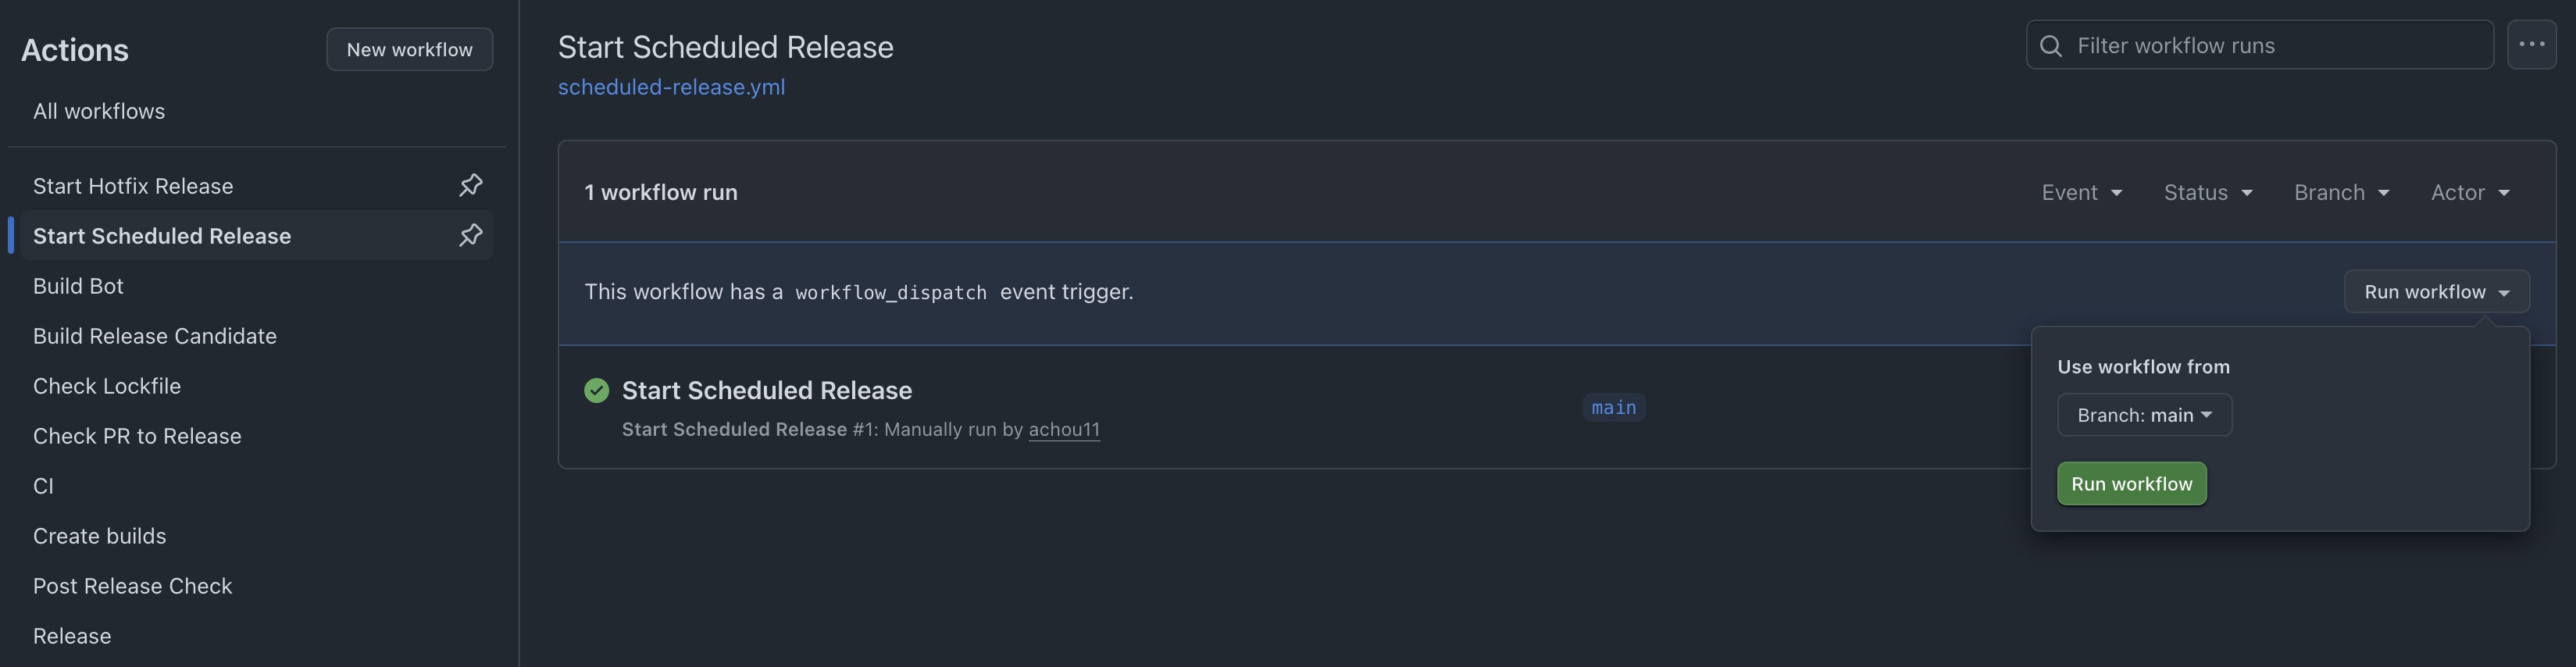 Actions
New workflow
All workflows
Start Hotfix Release
Start Scheduled Release
Build Bot
Build Release Candidate
Check Lockfile
Check PR to Release
CI
Create builds
Post Release Check
Release
Start Scheduled Release
scheduled-release.yml
Filter workflow runs
1 workflow run
Event Status Branch Actor
This workflow has a workflow_dispatch event trigger.
Run workflow
Start Scheduled Release
Start Scheduled Release #1: Manually run by achou11
main
Use workflow from
Branch: main
Run workflow